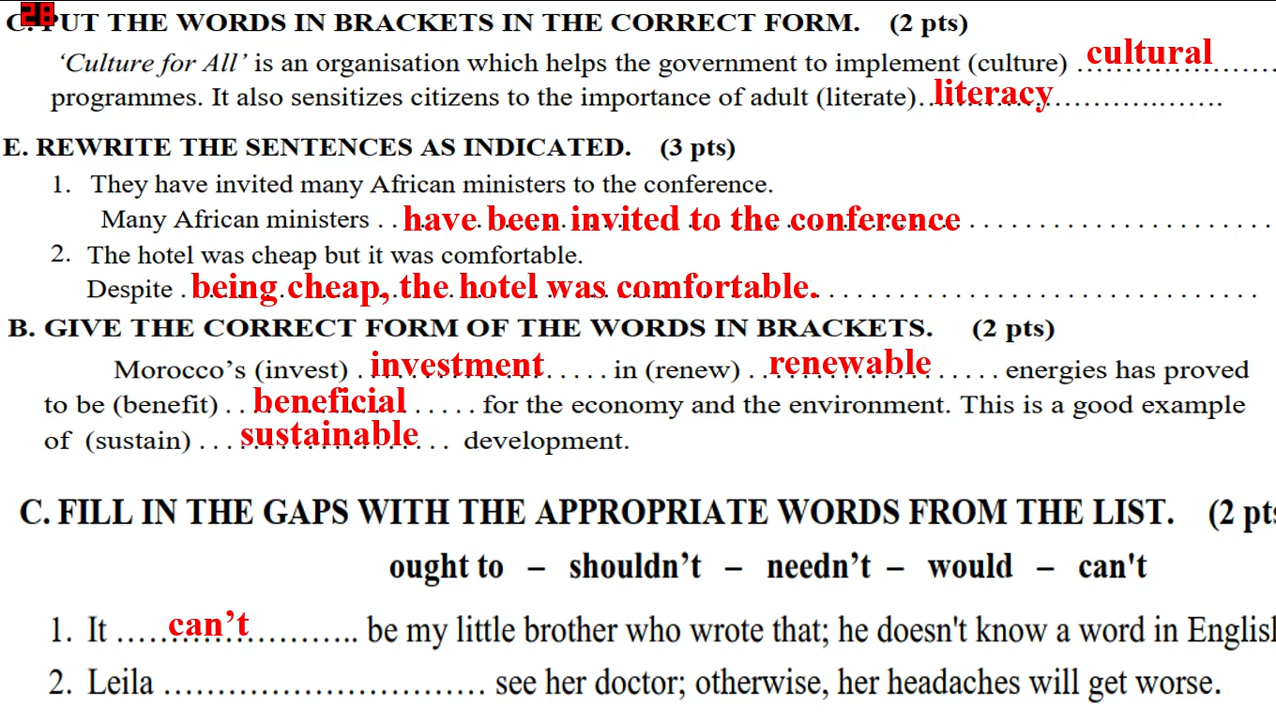 28
C. PUT THE WORDS IN BRACKETS IN THE CORRECT FORM. (2 pts)
‘Culture for All’ is an organisation which helps the government to implement (culture) cultural
programmes. It also sensitizes citizens to the importance of adult (literate). literacy
E. REWRITE THE SENTENCES AS INDICATED. (3 pts)
1. They have invited many African ministers to the conference.
Many African ministers . . have been invited to the conference
2. The hotel was cheap but it was comfortable.
Despite . being cheap, the hotel was comfortable.
B. GIVE THE CORRECT FORM OF THE WORDS IN BRACKETS. (2 pts)
Morocco’s (invest) . investment . . . . . in (renew) . . renewable . . . . . energies has proved
to be (benefit) . . beneficial . . . . . for the economy and the environment. This is a good example
of (sustain) . . . sustainable . . . development.
C. FILL IN THE GAPS WITH THE APPROPRIATE WORDS FROM THE LIST. (2 pts
ought to – shouldn’t – needn’t – would – can't
1. It ..... can’t ........... be my little brother who wrote that; he doesn't know a word in English
2. Leila .............................. see her doctor; otherwise, her headaches will get worse.